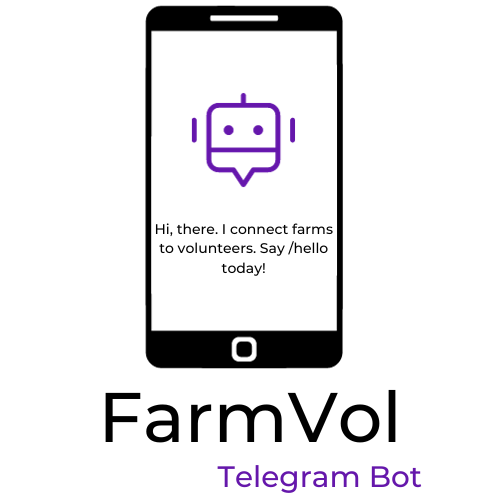 Hi, there. I connect farms
to volunteers. Say /hello
today!
FarmVol
Telegram Bot